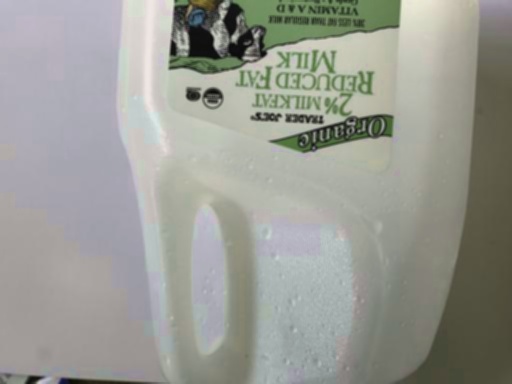 Organic
TRADER JOE'S
2% MILKFAT
REDUCED FAT
MILK
38% LESS FAT THAN REGULAR MILK
VITAMIN A & D